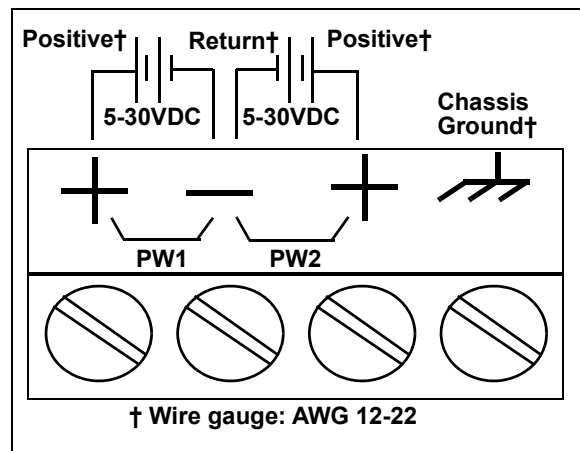 Positive† Return† Positive†
5-30VDC 5-30VDC
Chassis
Ground†
PW1 PW2
† Wire gauge: AWG 12-22